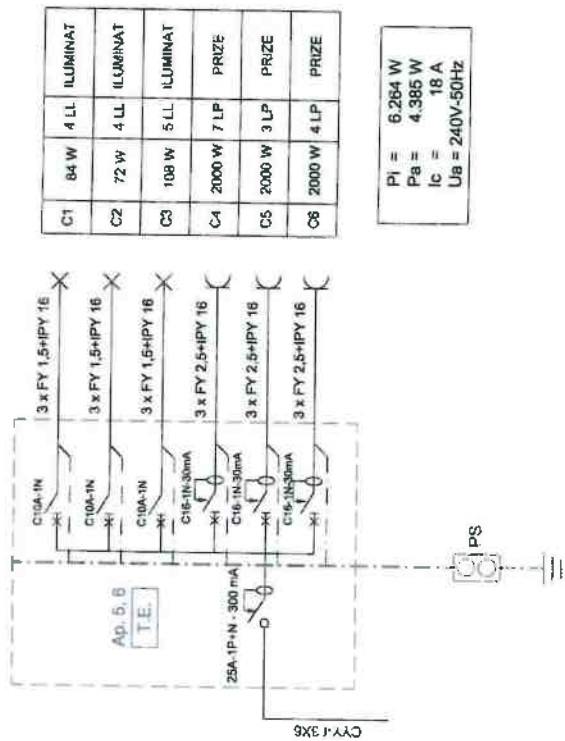 C1 84 W 4 LL ILUMINAT
C2 72 W 4 LL ILUMINAT
C3 108 W 5 LL ILUMINAT
C4 2000 W 7 LP PRIZE
C5 2000 W 3 LP PRIZE
C6 2000 W 4 LP PRIZE
Pi = 6.264 W
Pa = 4.385 W
Ic = 18 A
Ua = 240V-50Hz
3 x FY 1,5+IPY 16
3 x FY 1,5+IPY 16
3 x FY 1,5+IPY 16
3 x FY 2,5+IPY 16
3 x FY 2,5+IPY 16
3 x FY 2,5+IPY 16
C10A-1N
C10A-1N
C10A-1N
C16-1N-30mA
C16-1N-30mA
C16-1N-30mA
Ap. 5, 6
T.E.
25A-1P+N - 300 mA
PS
3X6